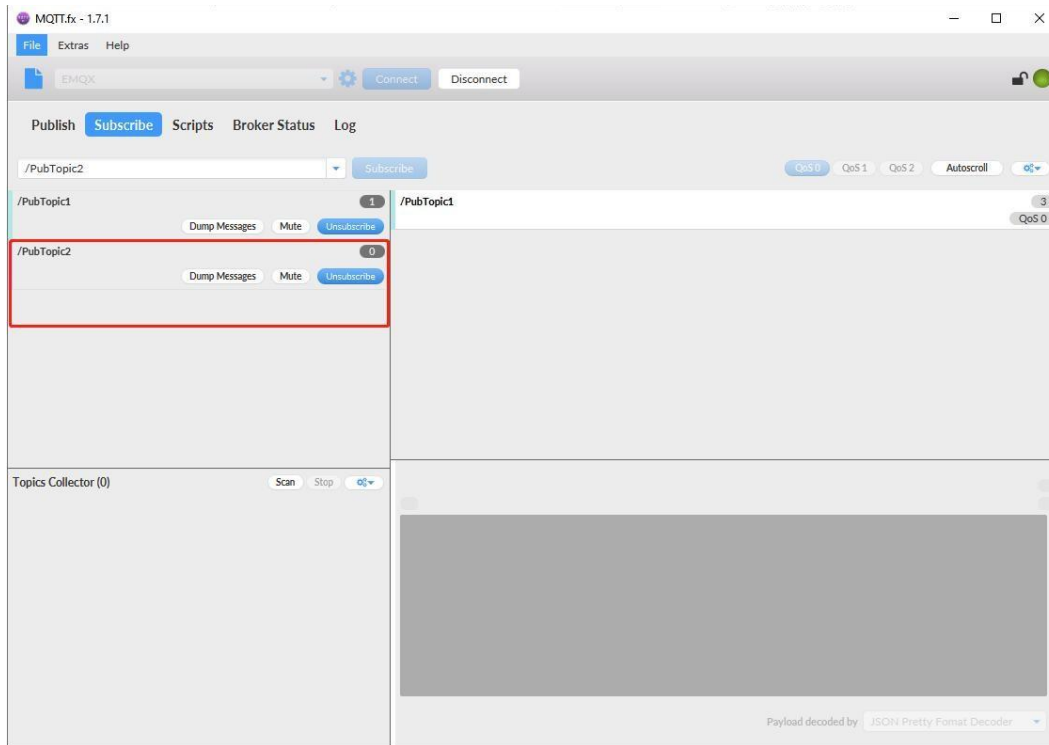 MQTT.fx - 1.7.1
File Extras Help
EMQX Connect Disconnect
Publish Subscribe Scripts Broker Status Log
/PubTopic2 Subscribe QoS 0 QoS 1 QoS 2 Autoscroll
/PubTopic1 1
Dump Messages Mute Unsubscribe
/PubTopic2 0
Dump Messages Mute Unsubscribe
/PubTopic1 3
QoS 0
Topics Collector (0) Scan Stop
Payload decoded by JSON Pretty Fomat Decoder